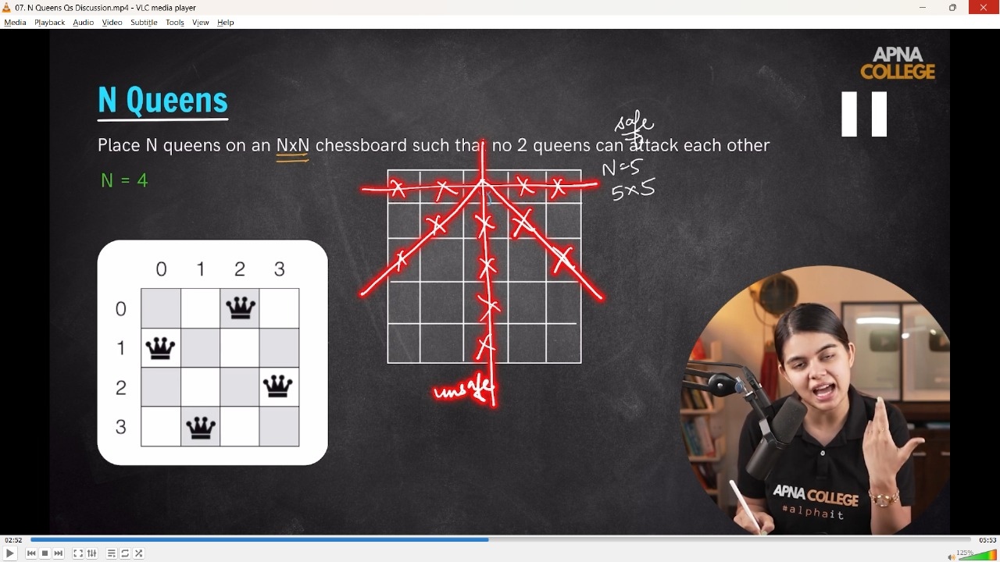 07. N Queens Qs Discussion.mp4 - VLC media player
Media Playback Audio Video Subtitle Tools View Help
APNA
COLLEGE
N Queens
safe
Place N queens on an NxN chessboard such that no 2 queens can attack each other
N = 4
N=5
5x5
0 1 2 3
0
1
2
3
unsafe
APNA COLLEGE
#alphait
02:52
05:53
125%